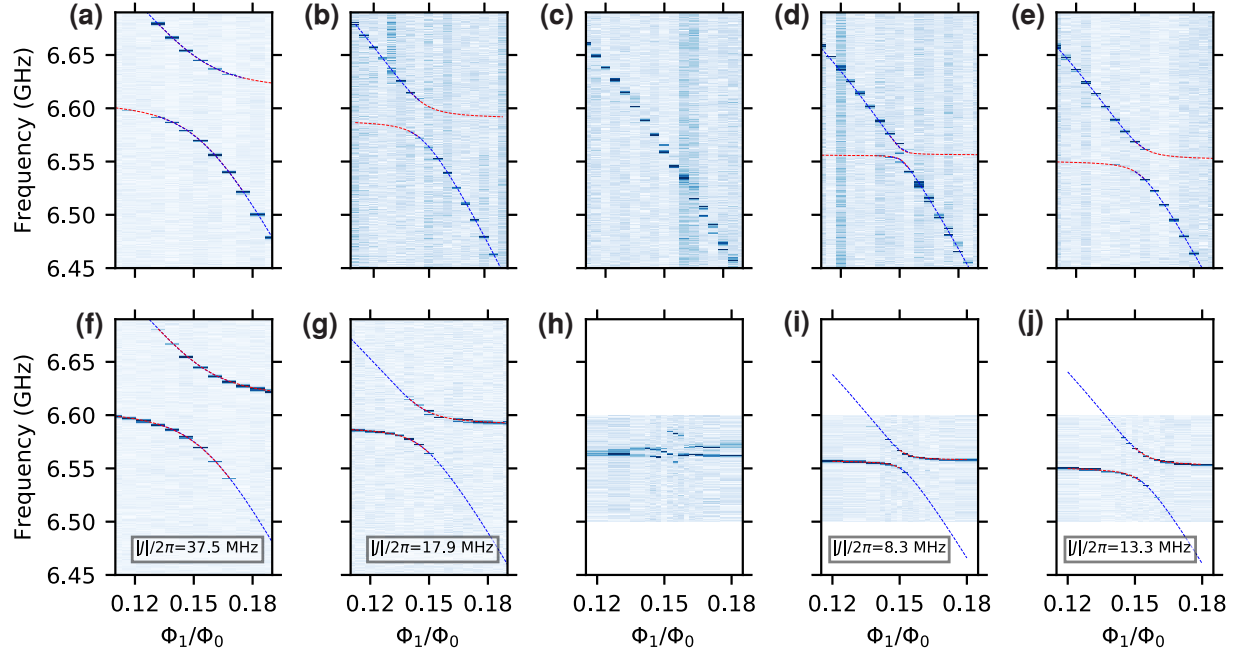 (a) (b) (c) (d) (e)
Frequency (GHz)
6.69
6.65
6.60
6.55
6.50
6.45
(f) (g) (h) (i) (j)
Frequency (GHz)
6.65
6.60
6.55
6.50
6.45
|J|/2π=37.5 MHz
|J|/2π=17.9 MHz
|J|/2π=8.3 MHz
|J|/2π=13.3 MHz
0.12 0.15 0.18
0.12 0.15 0.18
0.12 0.15 0.18
0.12 0.15 0.18
0.12 0.15 0.18
Φ₁/Φ₀
Φ₁/Φ₀
Φ₁/Φ₀
Φ₁/Φ₀
Φ₁/Φ₀